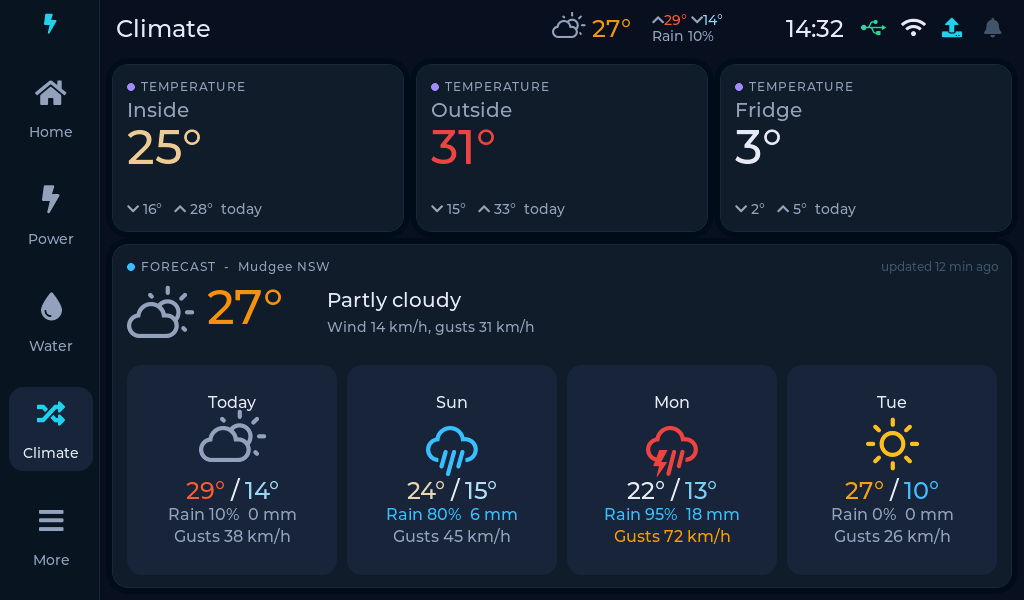 Climate
27°
29° 14°
Rain 10%
14:32
Home
Power
Water
Climate
More
TEMPERATURE
Inside
25°
16° 28° today
TEMPERATURE
Outside
31°
15° 33° today
TEMPERATURE
Fridge
3°
2° 5° today
FORECAST - Mudgee NSW
updated 12 min ago
27°
Partly cloudy
Wind 14 km/h, gusts 31 km/h
Today
29° / 14°
Rain 10% 0 mm
Gusts 38 km/h
Sun
24° / 15°
Rain 80% 6 mm
Gusts 45 km/h
Mon
22° / 13°
Rain 95% 18 mm
Gusts 72 km/h
Tue
27° / 10°
Rain 0% 0 mm
Gusts 26 km/h